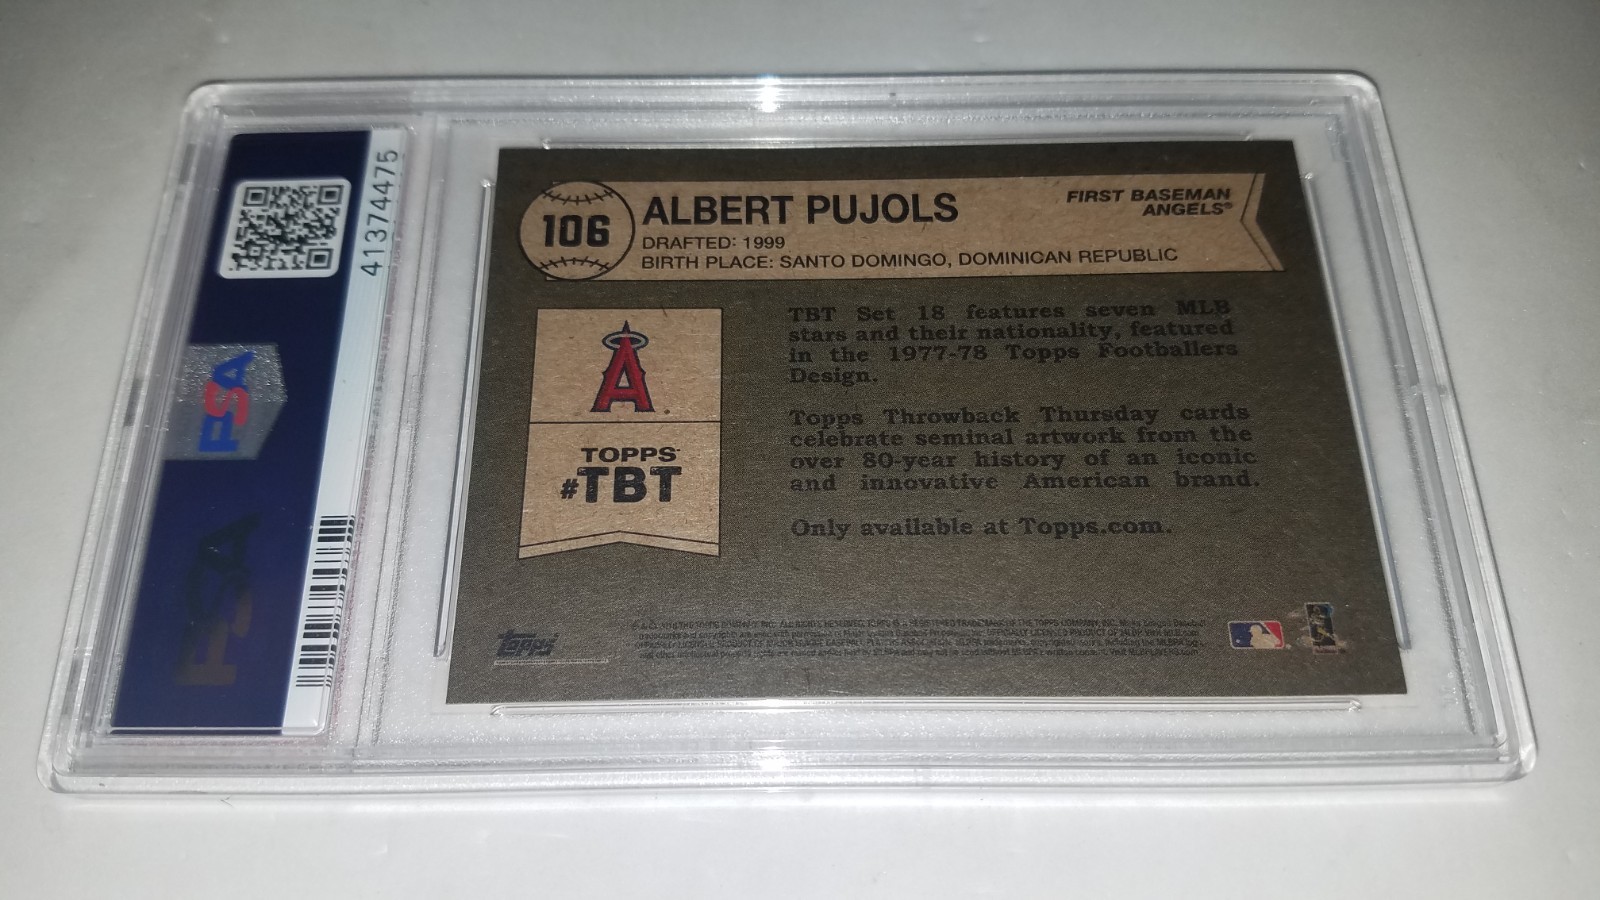 41374475
PSA
PSA
106
ALBERT PUJOLS
FIRST BASEMAN
ANGELS®
DRAFTED: 1999
BIRTH PLACE: SANTO DOMINGO, DOMINICAN REPUBLIC
A
TOPPS
#TBT
TBT Set 18 features seven MLB
stars and their nationality, featured
in the 1977-78 Topps Footballers
Design.
Topps Throwback Thursday cards
celebrate seminal artwork from the
over 80-year history of an iconic
and innovative American brand.
Only available at Topps.com.
Topps